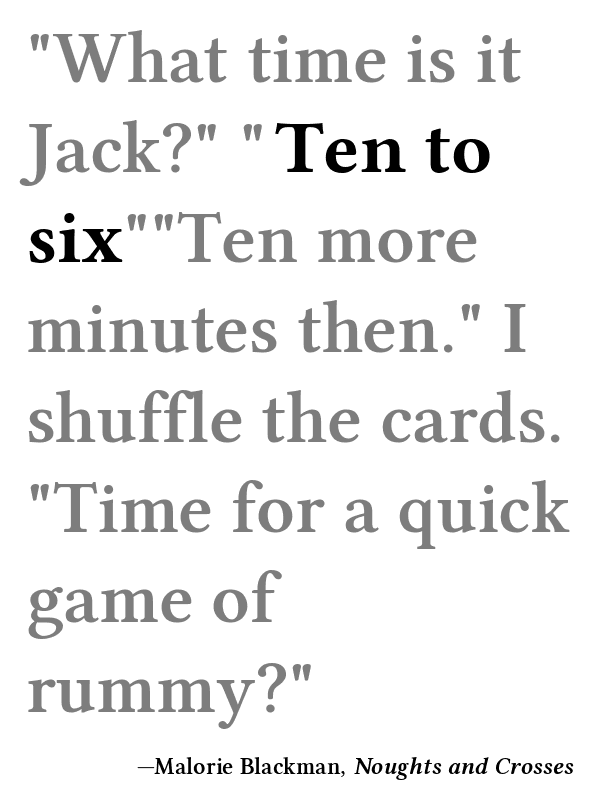 "What time is it
Jack?" "Ten to
six""Ten more
minutes then." I
shuffle the cards.
"Time for a quick
game of
rummy?"
—Malorie Blackman, Noughts and Crosses